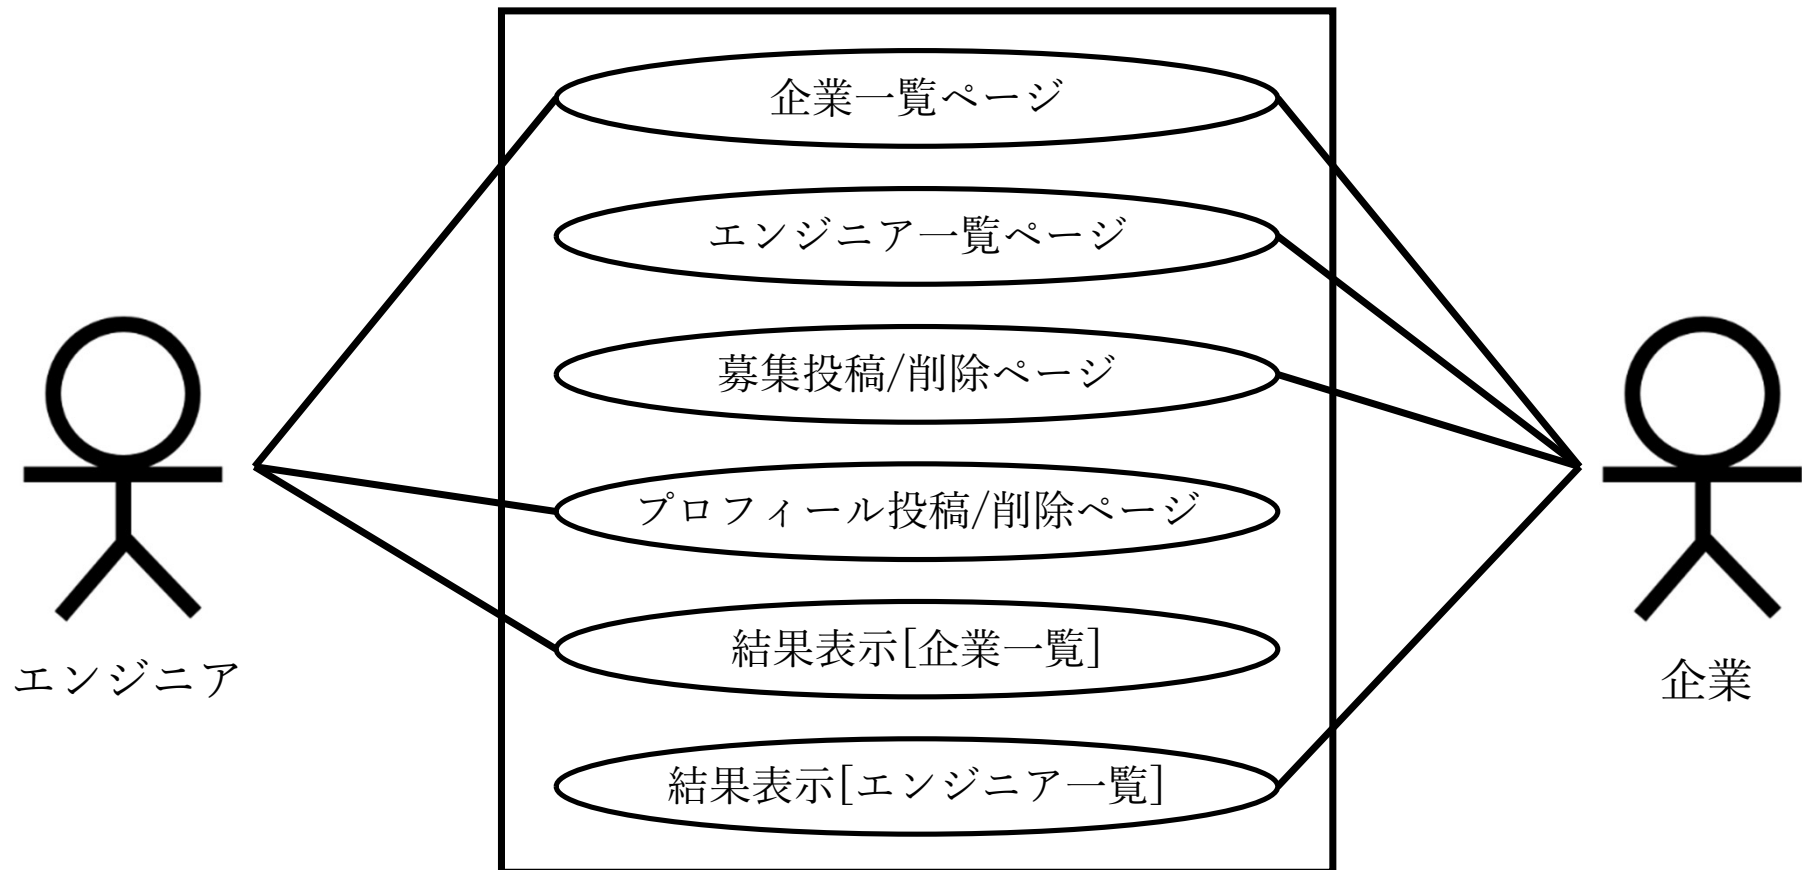 企業一覧ページ
エンジニア一覧ページ
募集投稿/削除ページ
プロフィール投稿/削除ページ
結果表示[企業一覧]
結果表示[エンジニア一覧]
エンジニア
企業